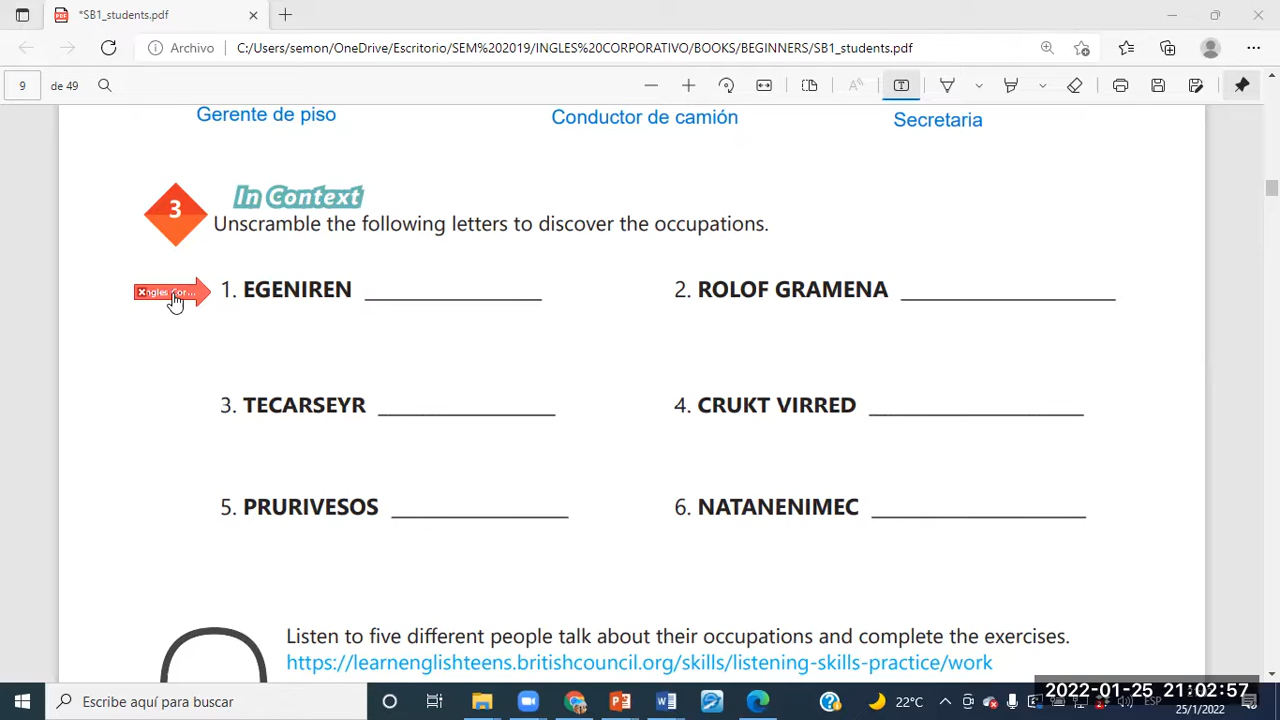 *SB1_students.pdf
Archivo C:/Users/semon/OneDrive/Escritorio/SEM%202019/INGLES%20CORPORATIVO/BOOKS/BEGINNERS/SB1_students.pdf
9 de 49
Gerente de piso Conductor de camión Secretaria
In Context
3 Unscramble the following letters to discover the occupations.
1. EGENIREN 2. ROLOF GRAMENA
3. TECARSEYR 4. CRUKT VIRRED
5. PRURIVESOS 6. NATANENIMEC
Listen to five different people talk about their occupations and complete the exercises.
https://learnenglishteens.britishcouncil.org/skills/listening-skills-practice/work
Escribe aquí para buscar 22°C ESP
2022-01-25 21:02:57
25/1/2022